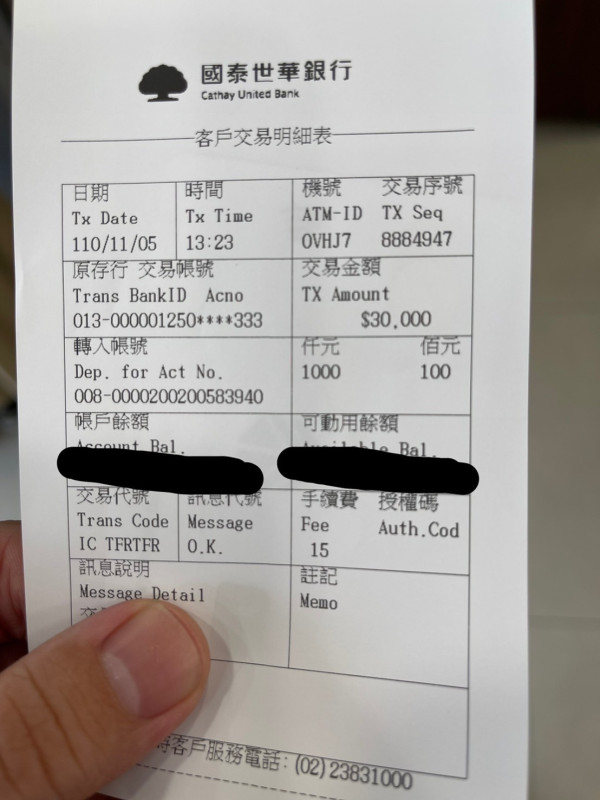 國泰世華銀行
Cathay United Bank
客戶交易明細表
日期 時間 機號 交易序號
Tx Date Tx Time ATM-ID TX Seq
110/11/05 13:23 OVHJ7 8884947
原存行 交易帳號 交易金額
Trans BankID Acno TX Amount
013-000001250****333 $30,000
轉入帳號 仟元 佰元
Dep. for Act No. 1000 100
008-0000200200583940
帳戶餘額 可動用餘額
Account Bal. Available Bal.
交易代號 訊息代號 手續費 授權碼
Trans Code Message Fee Auth.Cod
IC TFRTFR O.K. 15
訊息說明 註記
Message Detail Memo
客戶服務電話:(02)23831000